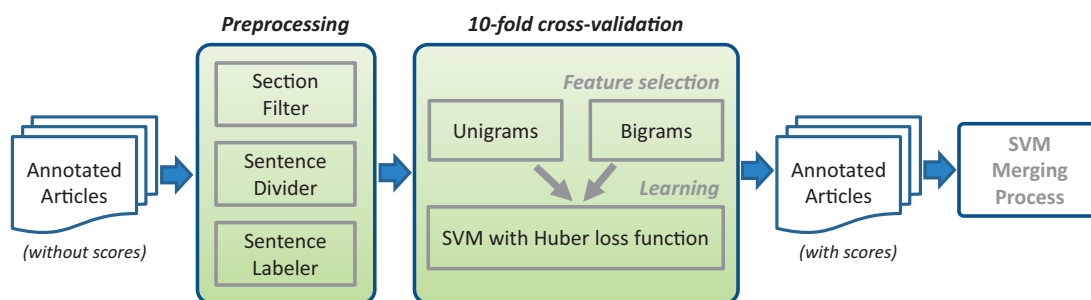 Preprocessing
10-fold cross-validation
Section
Filter
Feature selection
Unigrams
Bigrams
Annotated
Articles
Sentence
Divider
Annotated
Articles
SVM
Merging
Process
Learning
(without scores)
Sentence
Labeler
SVM with Huber loss function
(with scores)